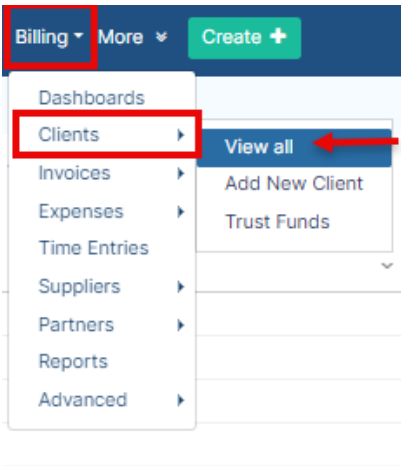 Billing More Create +
Dashboards
Clients
View all
Invoices
Add New Client
Expenses
Trust Funds
Time Entries
Suppliers
Partners
Reports
Advanced